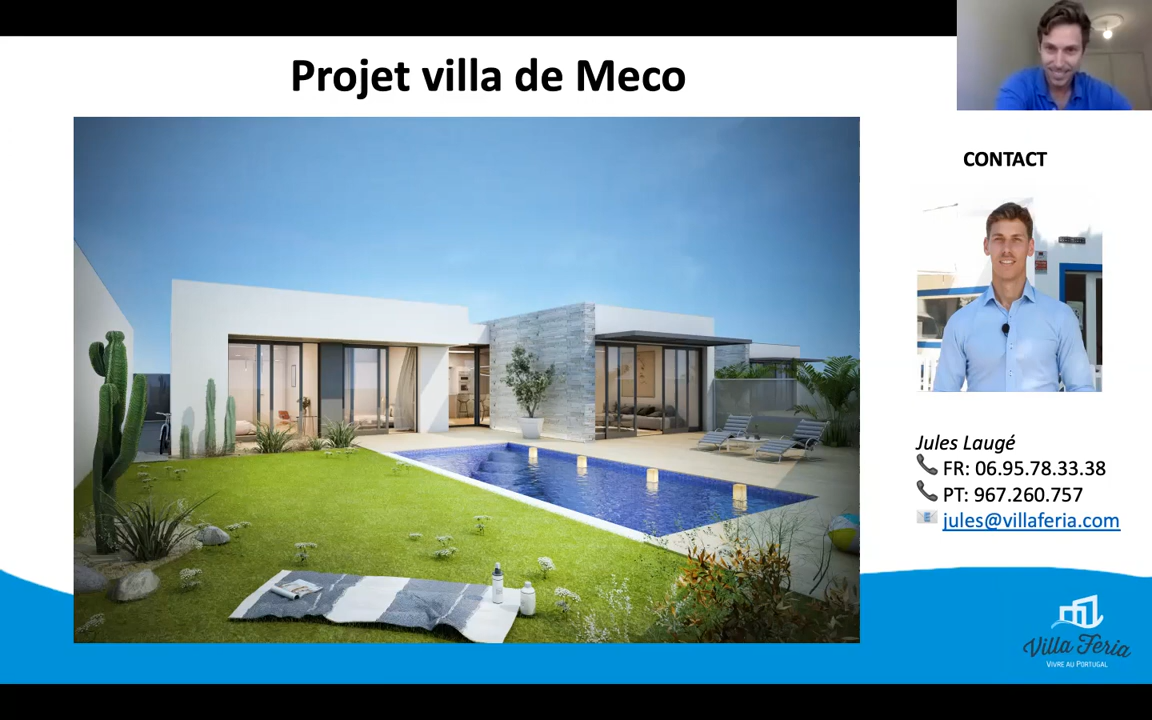 Projet villa de Meco
CONTACT
Jules Laugé
FR: 06.95.78.33.38
PT: 967.260.757
jules@villaferia.com
Villa Feria
VIVRE AU PORTUGAL